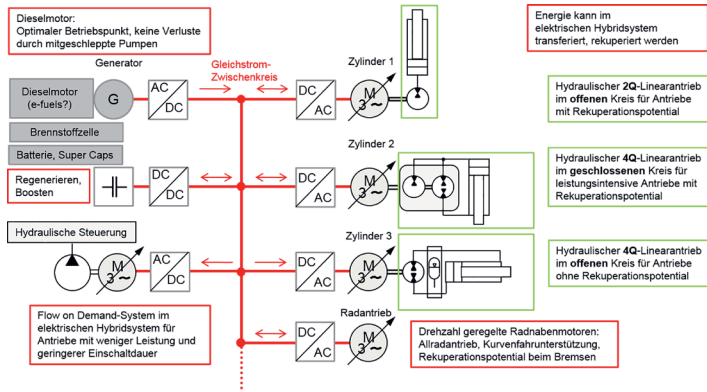 Dieselmotor:
Optimaler Betriebspunkt, keine Verluste
durch mitgeschleppte Pumpen
Energie kann im
elektrischen Hybridsystem
transferiert, rekuperiert werden
Generator
Gleichstrom-
Zwischenkreis
Zylinder 1
Dieselmotor
(e-fuels?)
G
AC
DC
DC
AC
M
3 ~
Hydraulischer 2Q-Linearantrieb
im offenen Kreis für Antriebe
mit Rekuperationspotential
Brennstoffzelle
Batterie, Super Caps
Zylinder 2
Regenerieren,
Boosten
DC
DC
DC
AC
M
3 ~
Hydraulischer 4Q-Linearantrieb
im geschlossenen Kreis für
leistungsintensive Antriebe mit
Rekuperationspotential
Hydraulische Steuerung
Zylinder 3
M
3 ~
AC
DC
DC
AC
M
3 ~
Hydraulischer 4Q-Linearantrieb
im offenen Kreis für Antriebe
ohne Rekuperationspotential
Flow on Demand-System im
elektrischen Hybridsystem für
Antriebe mit weniger Leistung und
geringerer Einschaltdauer
Radantrieb
DC
AC
M
3 ~
Drehzahl geregelte Radnabenmotoren:
Allradantrieb, Kurvenfahrunterstützung,
Rekuperationspotential beim Bremsen